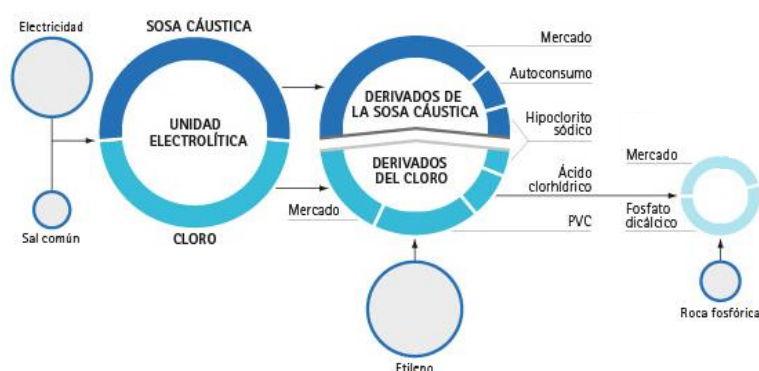 Electricidad
Sal común
SOSA CÁUSTICA
UNIDAD
ELECTROLÍTICA
CLORO
DERIVADOS DE
LA SOSA CÁUSTICA
DERIVADOS
DEL CLORO
Mercado
Autoconsumo
Hipoclorito
sódico
Ácido
clorhídrico
PVC
Mercado
Etileno
Mercado
Fosfato
dicálcico
Roca fosfórica